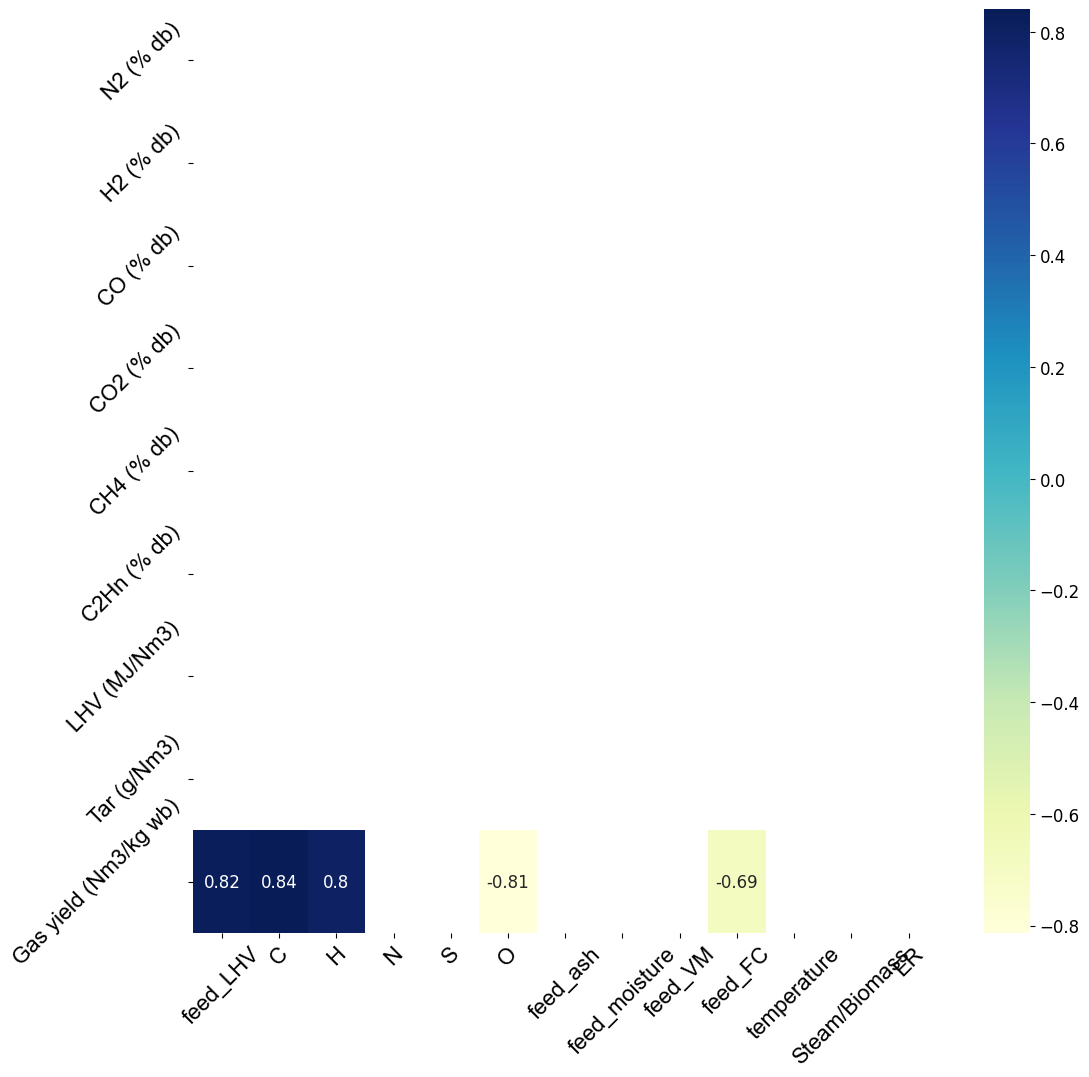 N2 (% db)
H2 (% db)
CO (% db)
CO2 (% db)
CH4 (% db)
C2Hn (% db)
LHV (MJ/Nm3)
Tar (g/Nm3)
Gas yield (Nm3/kg wb)
0.82 0.84 0.8 -0.81 -0.69
feed_LHV C H N S O feed_ash feed_moisture feed_VM feed_FC temperature Steam/Biomass ER
0.8
0.6
0.4
0.2
0.0
−0.2
−0.4
−0.6
−0.8